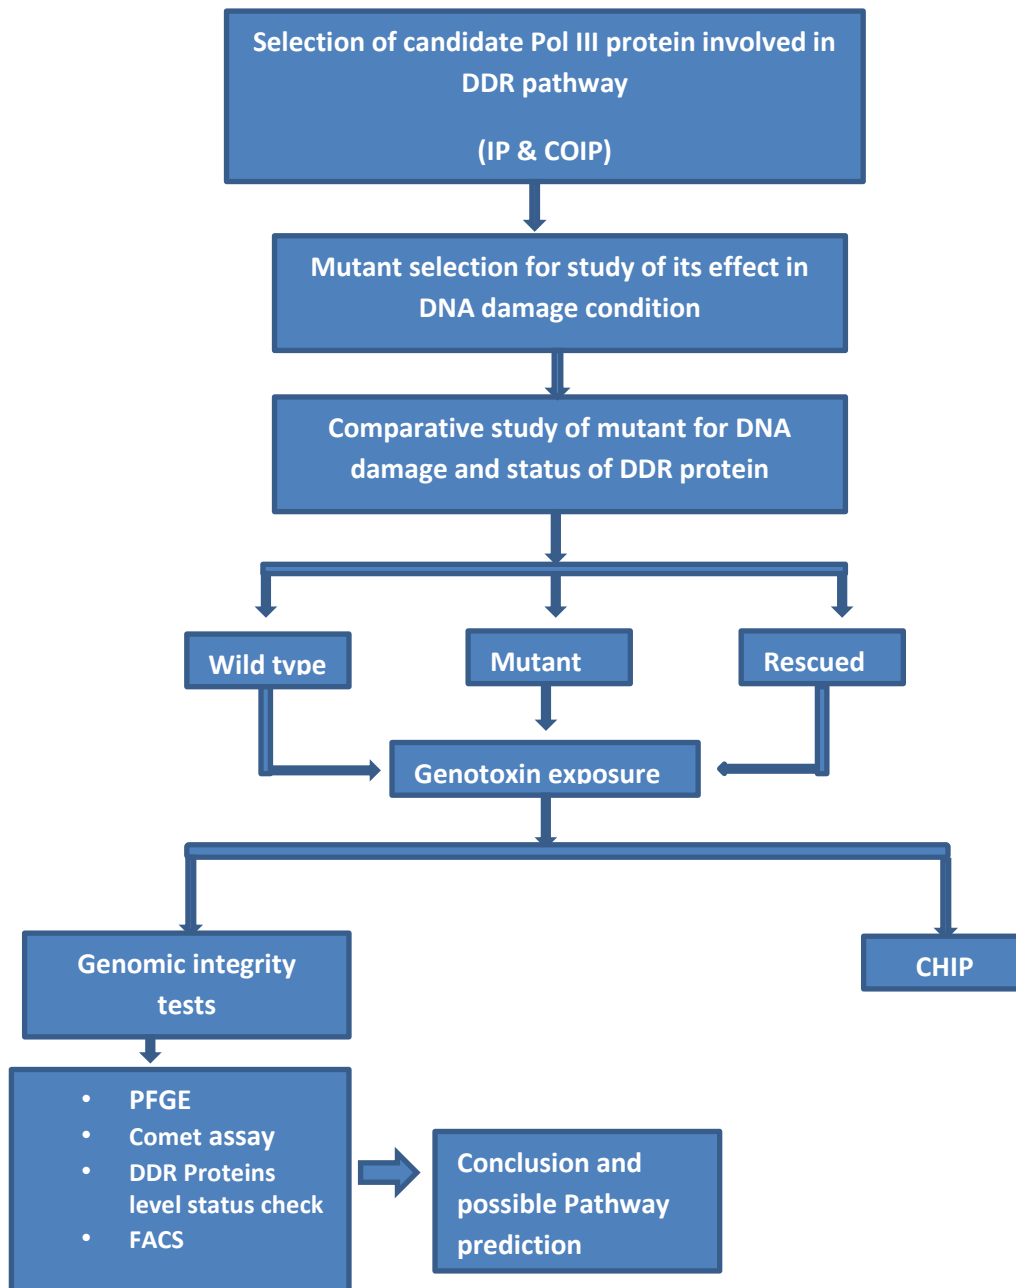 Selection of candidate Pol III protein involved in
DDR pathway
(IP & COIP)
Mutant selection for study of its effect in
DNA damage condition
Comparative study of mutant for DNA
damage and status of DDR protein
Wild type
Mutant
Rescued
Genotoxin exposure
Genomic integrity
tests
CHIP
• PFGE
• Comet assay
• DDR Proteins
level status check
• FACS
Conclusion and
possible Pathway
prediction